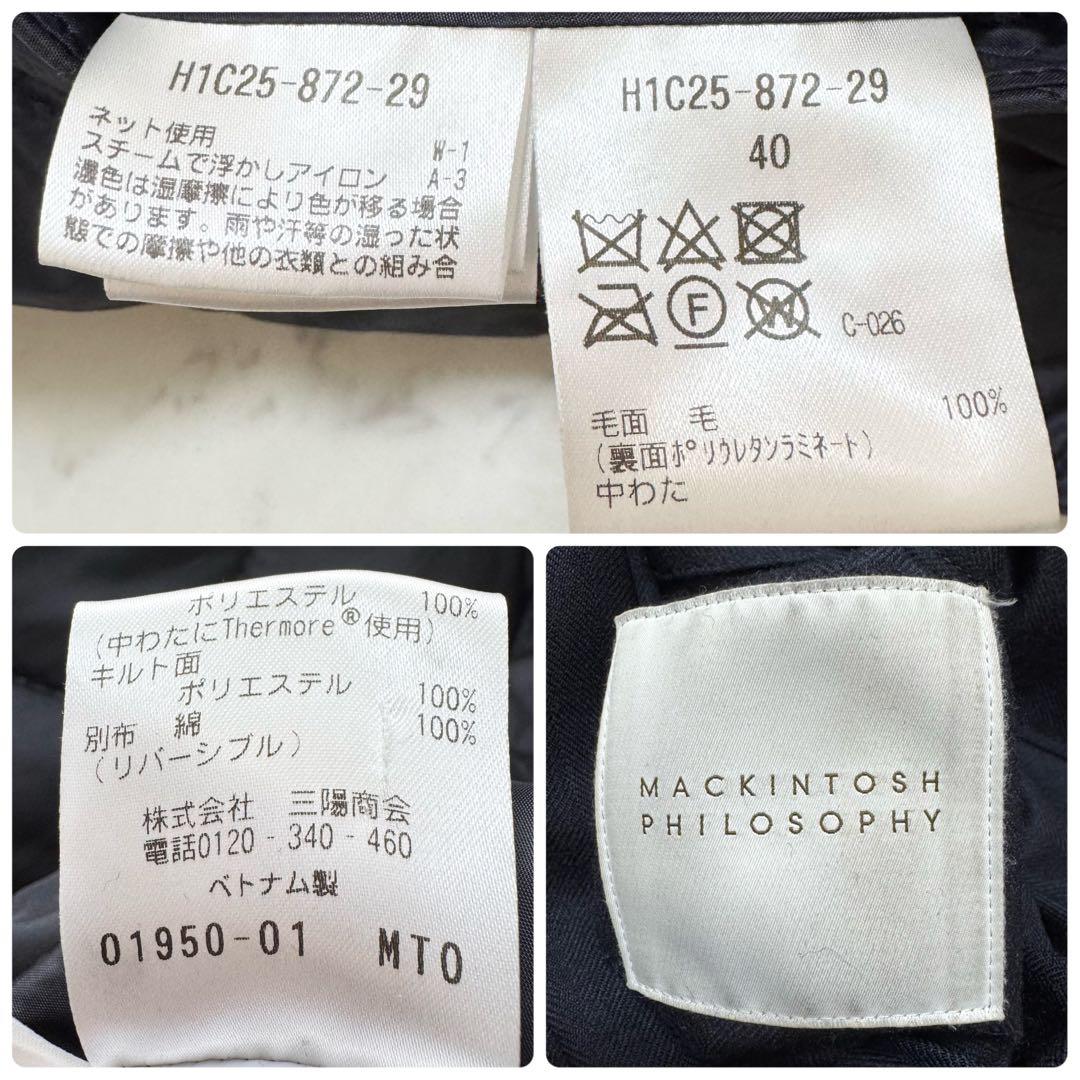 H1C25-872-29
ネット使用 W-1
スチームで浮かしアイロン A-3
濃色は湿摩擦により色が移る場合
があります。雨や汗等の湿った状
態での摩擦や他の衣類との組み合
H1C25-872-29
40
F
W
C-026
毛面 毛 100%
(裏面ポリウレタンラミネート)
中わた
ポリエステル 100%
(中わたにThermore®使用)
キルト面
ポリエステル 100%
別布 綿 100%
(リバーシブル)
株式会社 三陽商会
電話0120-340-460
ベトナム製
01950-01 MTO
MACKINTOSH
PHILOSOPHY